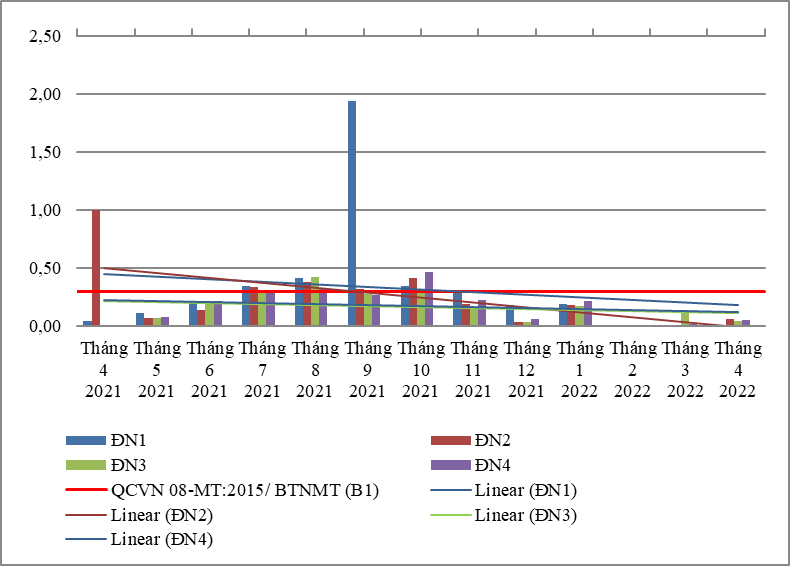 2,50
2,00
1,50
1,00
0,50
0,00
Tháng Tháng Tháng Tháng Tháng Tháng Tháng Tháng Tháng Tháng Tháng Tháng Tháng
4 5 6 7 8 9 10 11 12 1 2 3 4
2021 2021 2021 2021 2021 2021 2021 2021 2021 2022 2022 2022 2022
ĐN1 ĐN2
ĐN3 ĐN4
QCVN 08-MT:2015/ BTNMT (B1) Linear (ĐN1)
Linear (ĐN2) Linear (ĐN3)
Linear (ĐN4)